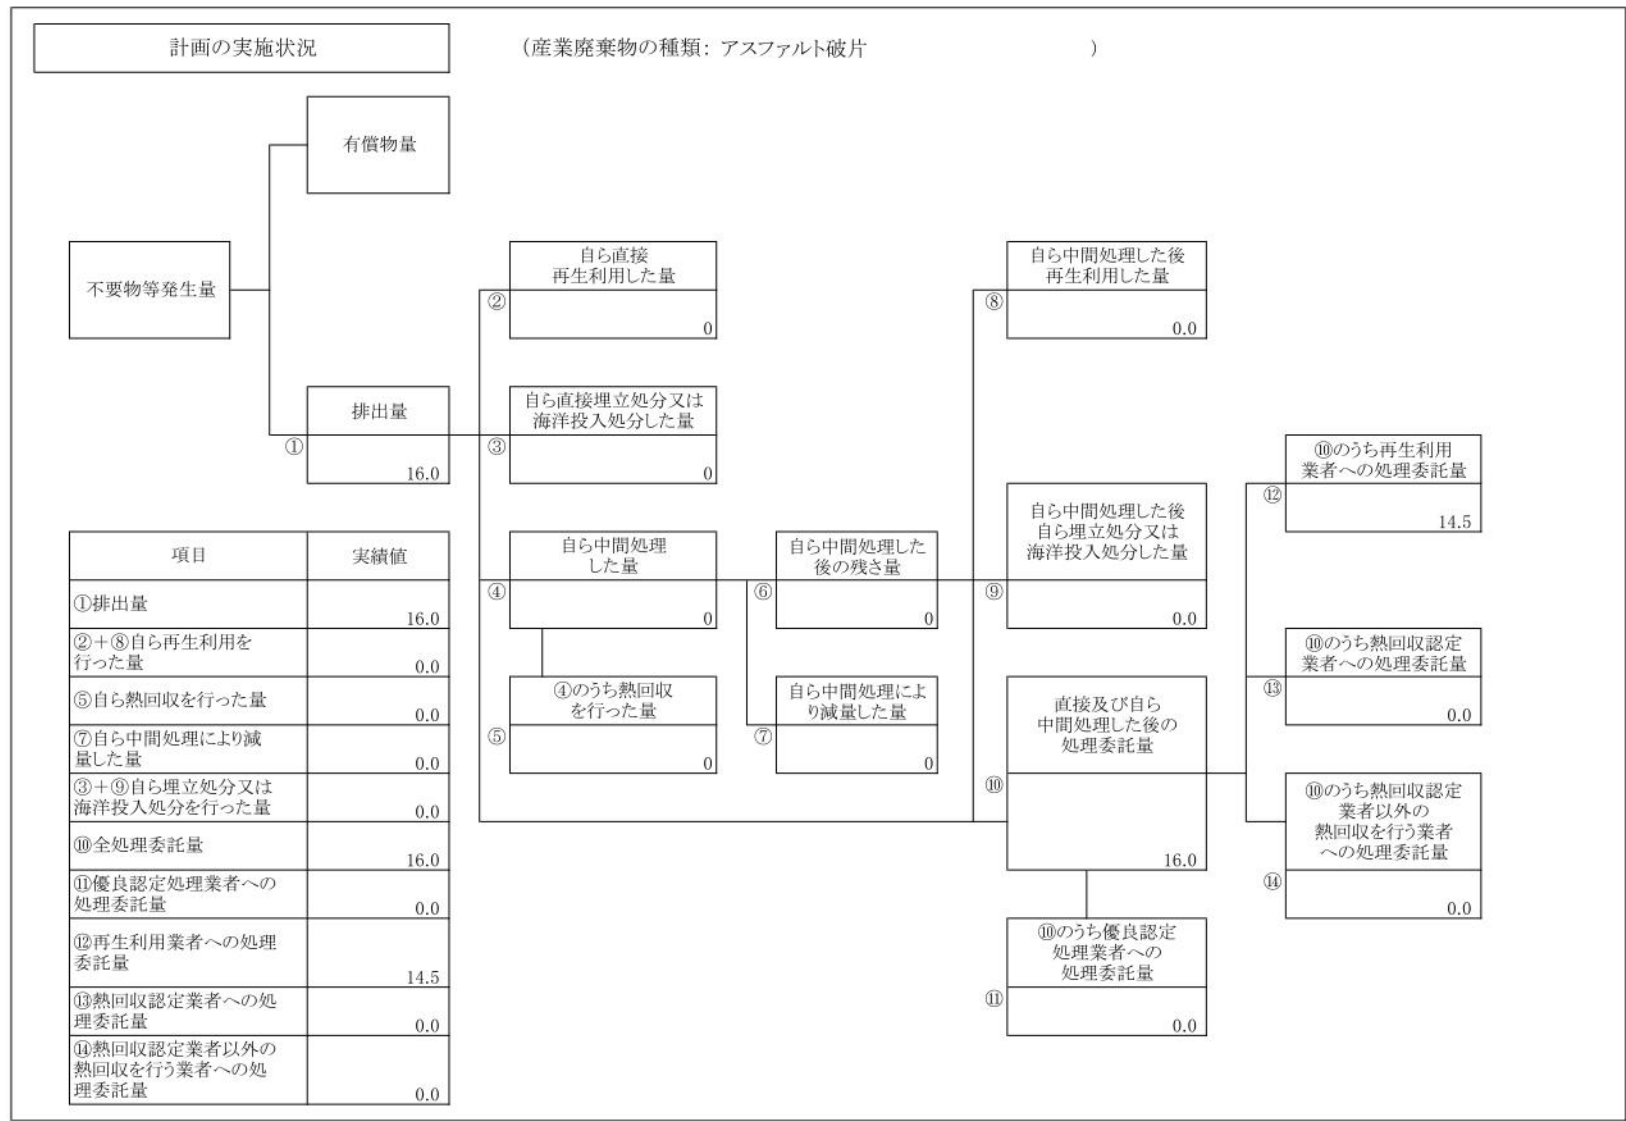 計画の実施状況
(産業廃棄物の種類: アスファルト破片 )
有償物量
不要物等発生量
自ら直接
再生利用した量
②
0
自ら中間処理した後
再生利用した量
⑧
0.0
排出量
①
16.0
自ら直接埋立処分又は
海洋投入処分した量
③
0
⑩のうち再生利用
業者への処理委託量
⑫
14.5
自ら中間処理
した量
④
0
自ら中間処理した
後の残さ量
⑥
0
自ら中間処理した後
自ら埋立処分又は
海洋投入処分した量
⑨
0.0
⑩のうち熱回収認定
業者への処理委託量
⑬
0.0
④のうち熱回収
を行った量
⑤
0
自ら中間処理によ
り減量した量
⑦
0
直接及び自ら
中間処理した後の
処理委託量
⑩
16.0
⑩のうち熱回収認定
業者以外の
熱回収を行う業者
への処理委託量
⑭
0.0
⑩のうち優良認定
処理業者への
処理委託量
⑪
0.0
項目 実績値
①排出量
16.0
②+⑧自ら再生利用を
行った量
0.0
⑤自ら熱回収を行った量
0.0
⑦自ら中間処理により減
量した量
0.0
③+⑨自ら埋立処分又は
海洋投入処分を行った量
0.0
⑩全処理委託量
16.0
⑪優良認定処理業者への
処理委託量
0.0
⑫再生利用業者への処理
委託量
14.5
⑬熱回収認定業者への処
理委託量
0.0
⑭熱回収認定業者以外の
熱回収を行う業者への処
理委託量
0.0